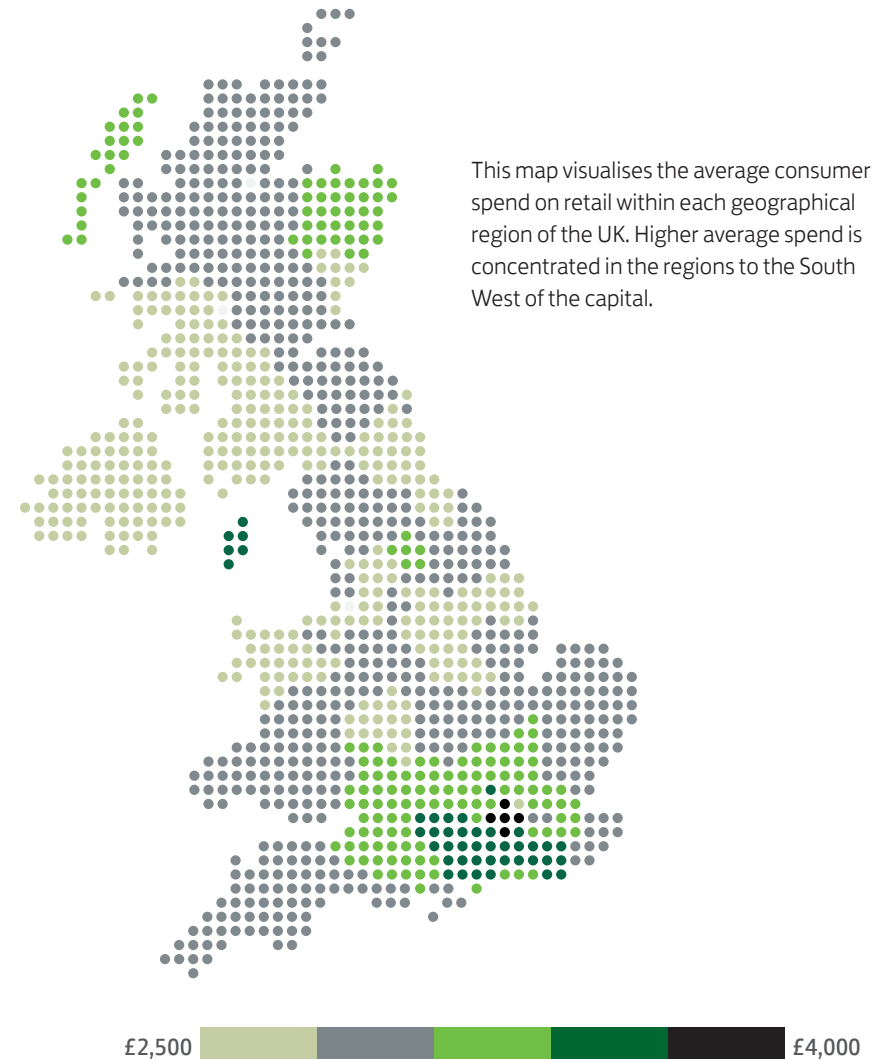 This map visualises the average consumer
spend on retail within each geographical
region of the UK. Higher average spend is
concentrated in the regions to the South
West of the capital.
£2,500
£4,000